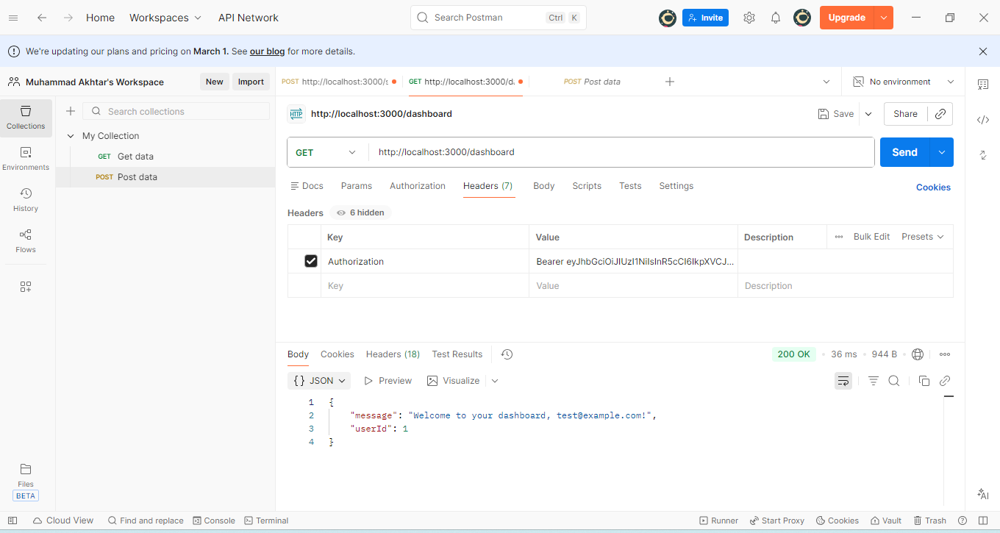 Home Workspaces API Network Search Postman Ctrl K Invite Upgrade
We're updating our plans and pricing on March 1. See our blog for more details.
Muhammad Akhtar's Workspace New Import POST http://localhost:3000/s GET http://localhost:3000/d POST Post data No environment
Collections
Environments
History
Flows
Files
BETA
Search collections
My Collection
GET Get data
POST Post data
HTTP http://localhost:3000/dashboard Save Share
GET http://localhost:3000/dashboard Send
Docs Params Authorization Headers (7) Body Scripts Tests Settings Cookies
Headers 6 hidden
Key Value Description Bulk Edit Presets
Authorization Bearer eyJhbGciOiJIUzI1NiIsInR5cCI6IkpXVCJ...
Key Value Description
Body Cookies Headers (18) Test Results 200 OK 36 ms 944 B
{} JSON Preview Visualize
1 {
2 "message": "Welcome to your dashboard, test@example.com!",
3 "userId": 1
4 }
AI
Cloud View Find and replace Console Terminal Runner Start Proxy Cookies Vault Trash